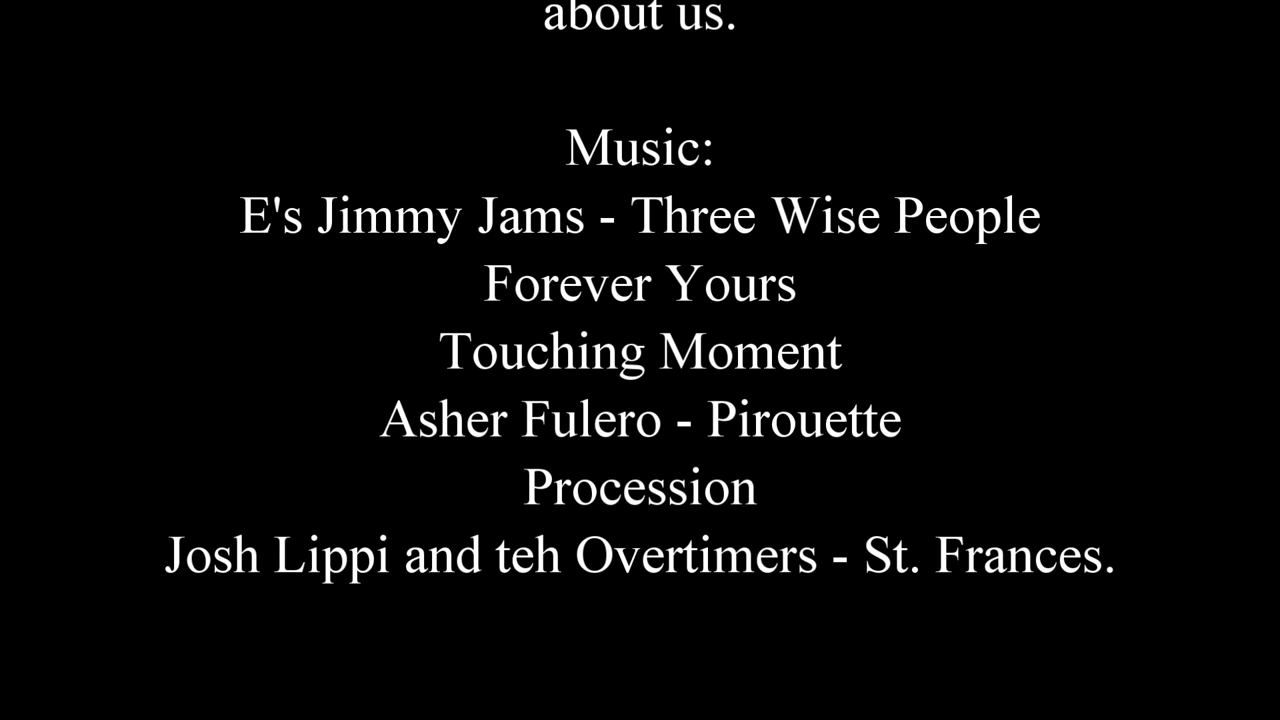 about us.
Music:
E's Jimmy Jams - Three Wise People
Forever Yours
Touching Moment
Asher Fulero - Pirouette
Procession
Josh Lippi and teh Overtimers - St. Frances.